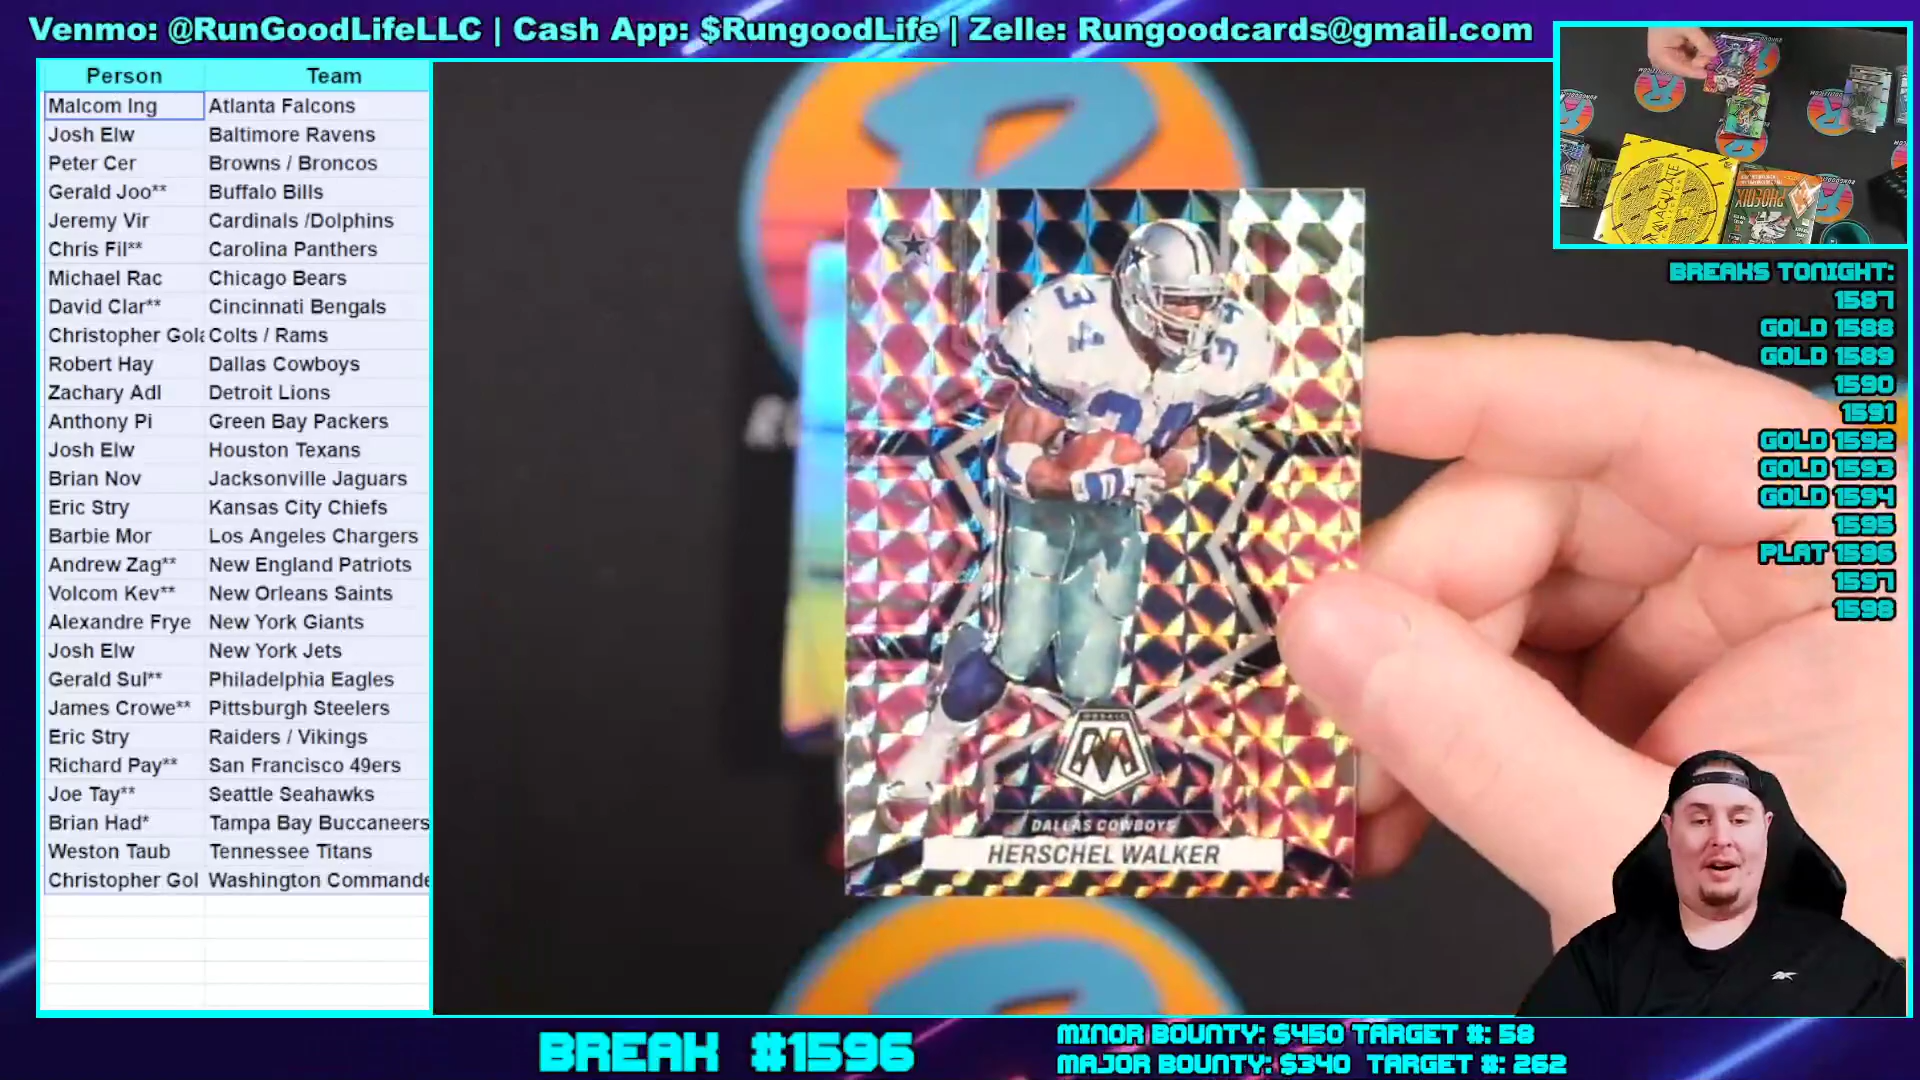 Venmo: @RunGoodLifeLLC | Cash App: $RungoodLife | Zelle: Rungoodcards@gmail.com
Person Team
Malcom Ing Atlanta Falcons
Josh Elw Baltimore Ravens
Peter Cer Browns / Broncos
Gerald Joo** Buffalo Bills
Jeremy Vir Cardinals /Dolphins
Chris Fil** Carolina Panthers
Michael Rac Chicago Bears
David Clar** Cincinnati Bengals
Christopher Gola Colts / Rams
Robert Hay Dallas Cowboys
Zachary Adl Detroit Lions
Anthony Pi Green Bay Packers
Josh Elw Houston Texans
Brian Nov Jacksonville Jaguars
Eric Stry Kansas City Chiefs
Barbie Mor Los Angeles Chargers
Andrew Zag** New England Patriots
Volcom Kev** New Orleans Saints
Alexandre Frye New York Giants
Josh Elw New York Jets
Gerald Sul** Philadelphia Eagles
James Crowe** Pittsburgh Steelers
Eric Stry Raiders / Vikings
Richard Pay** San Francisco 49ers
Joe Tay** Seattle Seahawks
Brian Had* Tampa Bay Buccaneers
Weston Taub Tennessee Titans
Christopher Gol Washington Commande
34
34
MOSAIC
DALLAS COWBOYS
HERSCHEL WALKER
IMMACULATE
PHOENIX
BREAKS TONIGHT:
1587
GOLD 1588
GOLD 1589
1590
1591
GOLD 1592
GOLD 1593
GOLD 1594
1595
PLAT 1596
1597
1598
BREAK #1596
MINOR BOUNTY: $450 TARGET #: 58
MAJOR BOUNTY: $340 TARGET #: 262